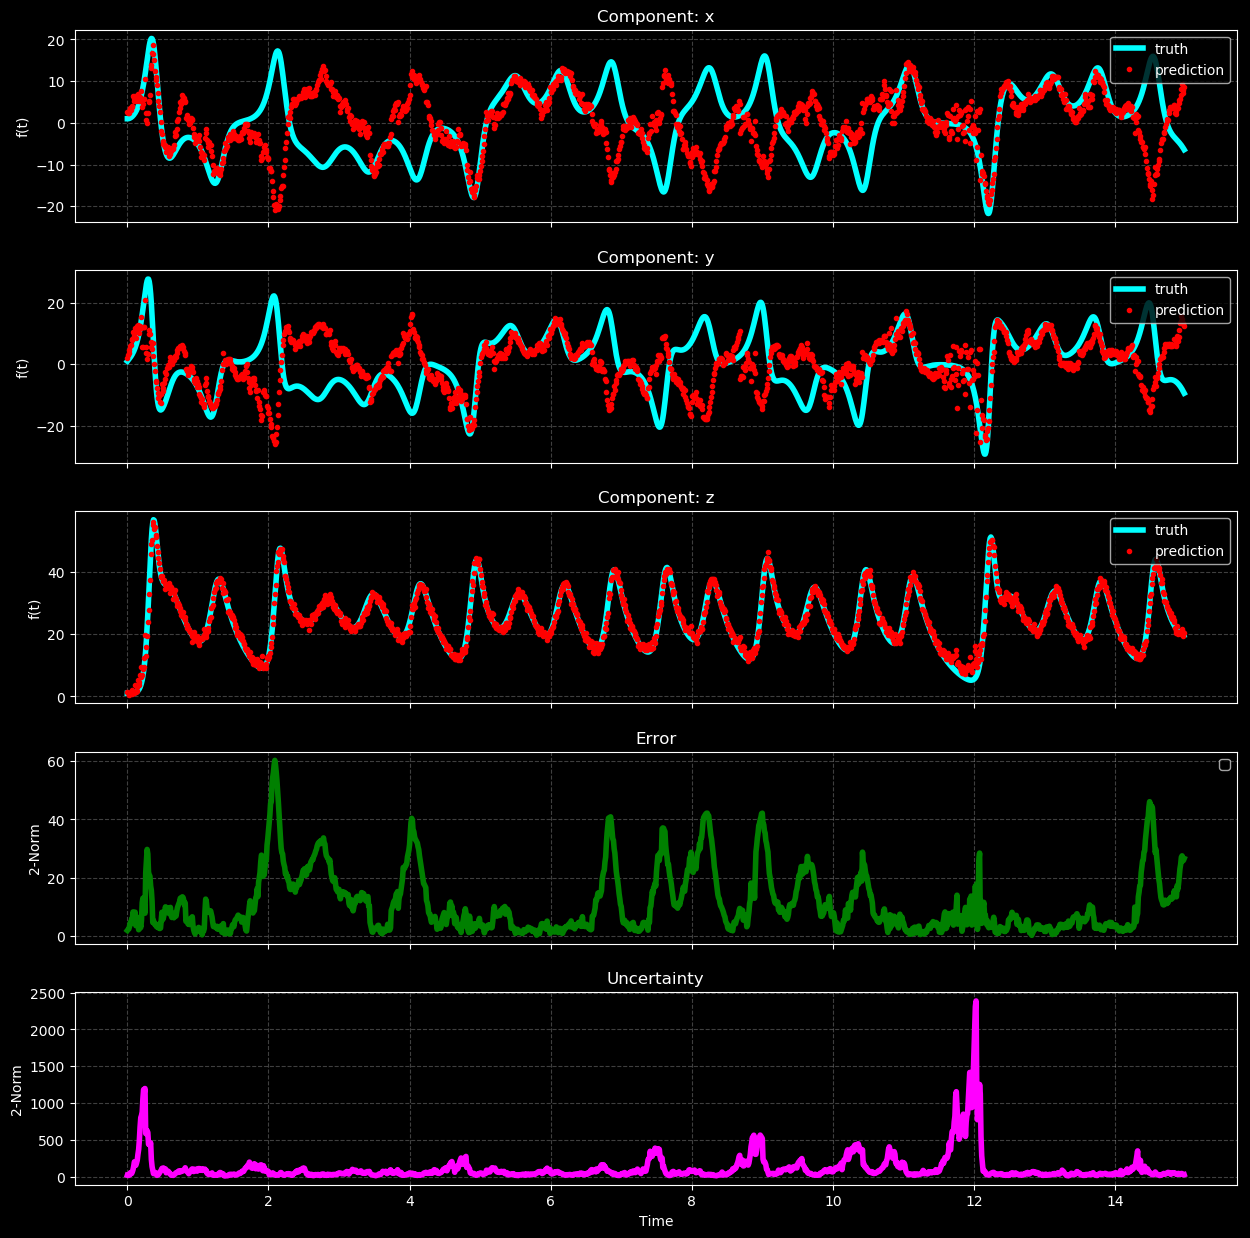 Component: x
20
10
0
−10
−20
f(t)
truth
prediction
Component: y
20
0
−20
f(t)
truth
prediction
Component: z
40
20
0
f(t)
truth
prediction
Error
60
40
20
0
2-Norm
Uncertainty
2500
2000
1500
1000
500
0
2-Norm
0 2 4 6 8 10 12 14
Time